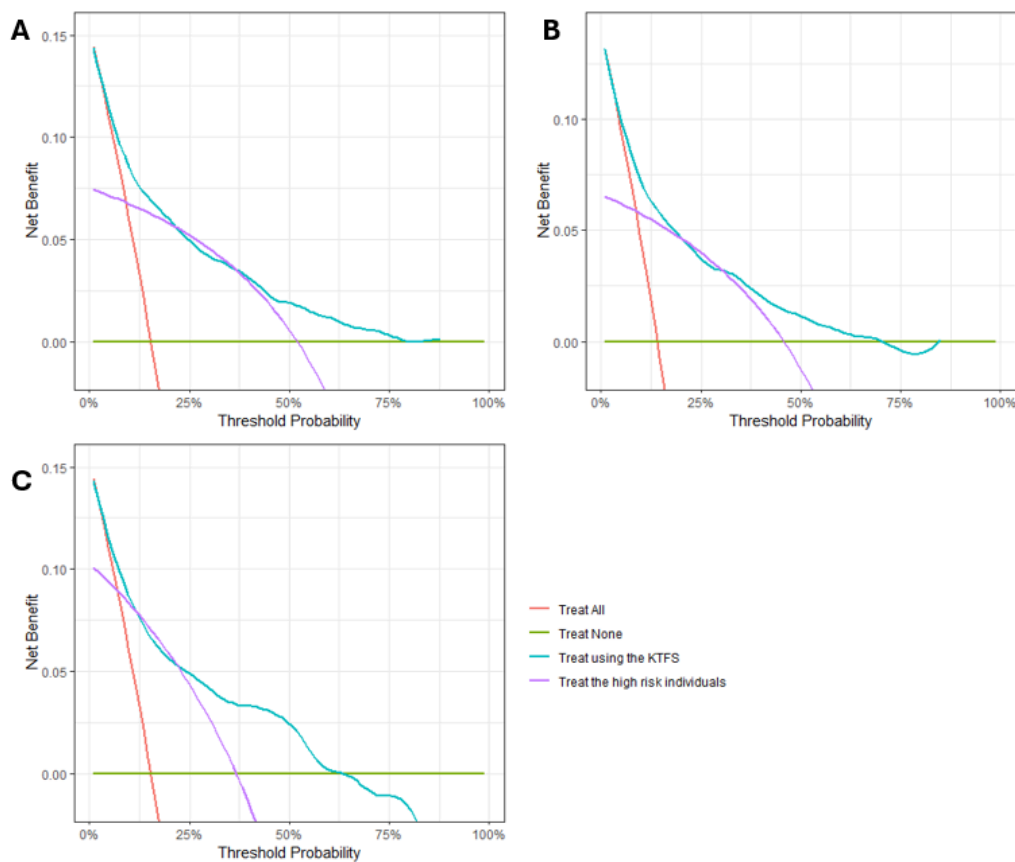 A
0.15
0.10
0.05
0.00
Net Benefit
0% 25% 50% 75% 100%
Threshold Probability
B
0.10
0.05
0.00
Net Benefit
0% 25% 50% 75% 100%
Threshold Probability
C
0.15
0.10
0.05
0.00
Net Benefit
0% 25% 50% 75% 100%
Threshold Probability
Treat All
Treat None
Treat using the KTFS
Treat the high risk individuals